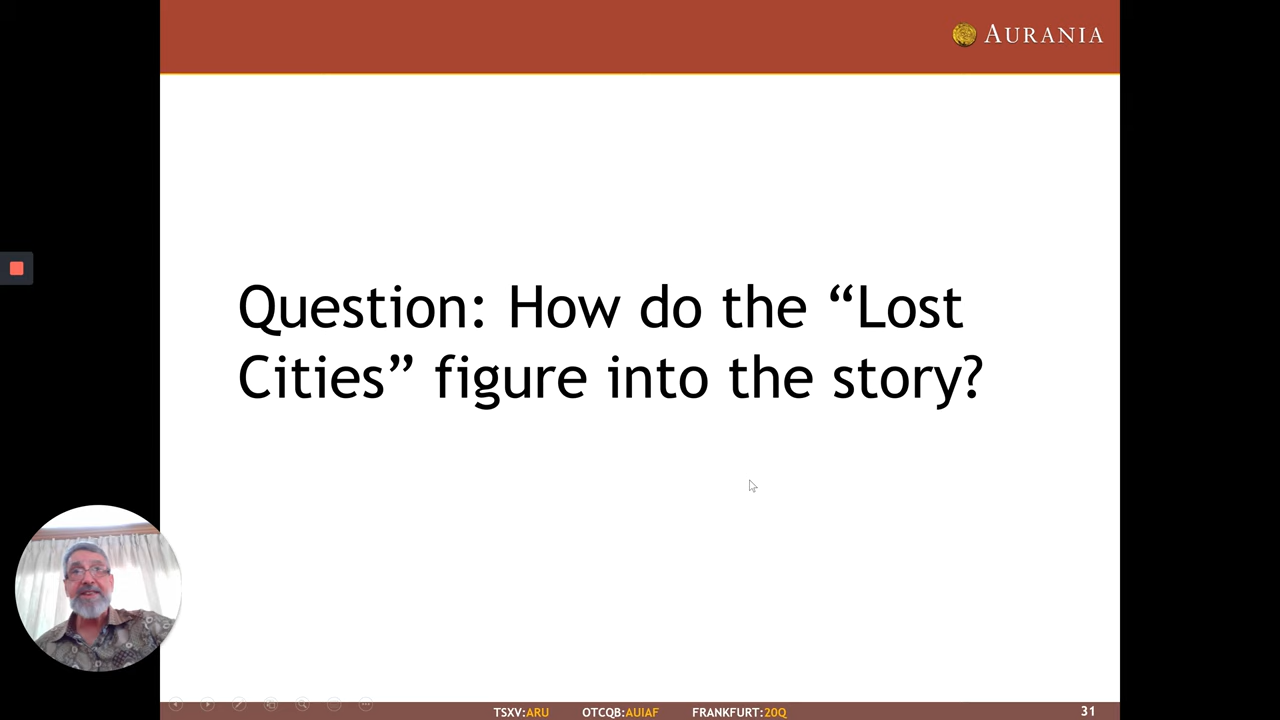 AURANIA
Question: How do the “Lost
Cities” figure into the story?
TSXV:ARU OTCQB:AUIAF FRANKFURT:20Q 31